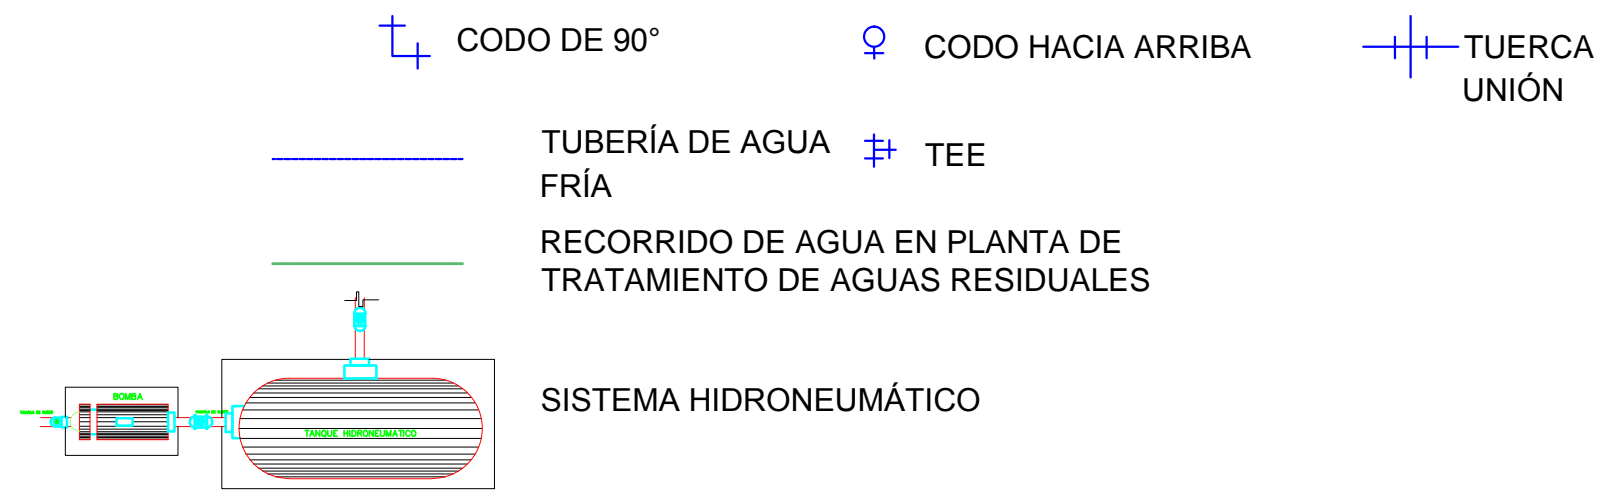 CODO DE 90°
CODO HACIA ARRIBA
TUERCA
UNIÓN
TUBERÍA DE AGUA
FRÍA
TEE
RECORRIDO DE AGUA EN PLANTA DE
TRATAMIENTO DE AGUAS RESIDUALES
SISTEMA HIDRONEUMÁTICO
BOMBA
TANQUE HIDRONEUMATICO